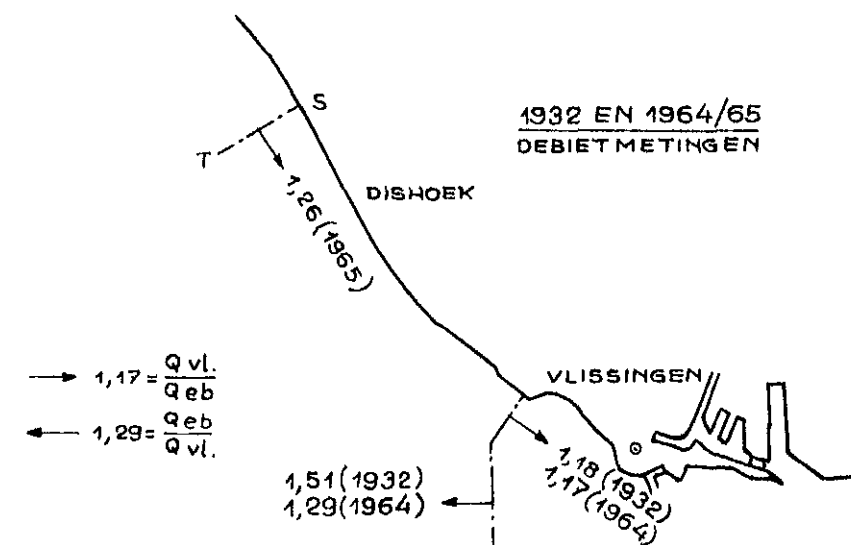 S
1932 EN 1964/65
DEBIETMETINGEN
T
DISHOEK
1,26(1965)
1,17 = Q vl.
Q eb
1,29 = Q eb
Q vl.
VLISSINGEN
1,51(1932)
1,29(1964)
1,18(1932)
1,17(1964)